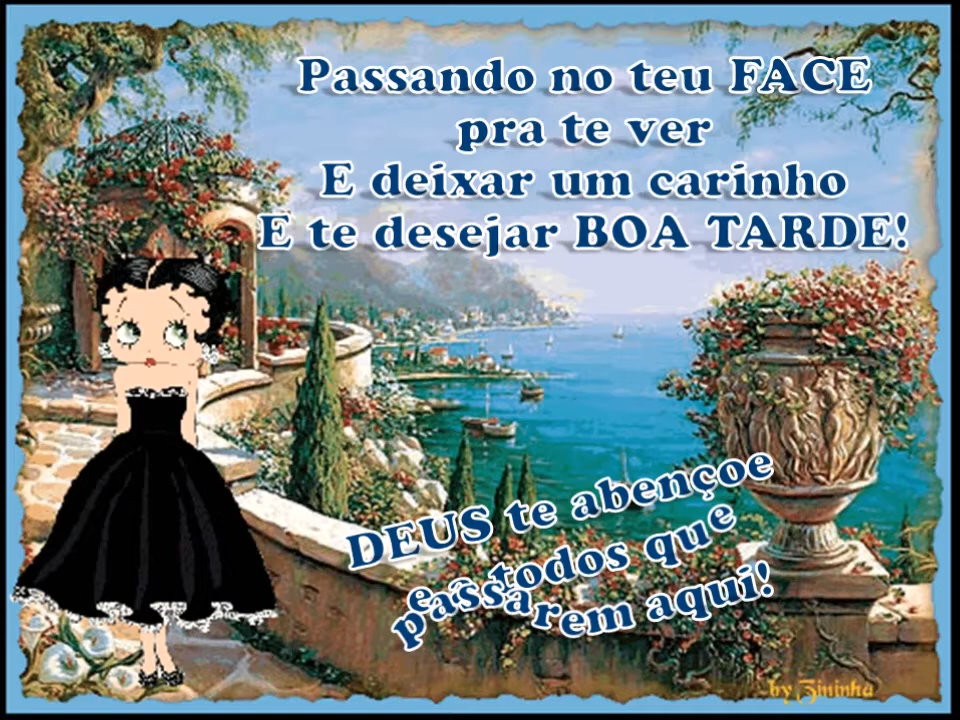 Passando no teu FACE
pra te ver
E deixar um carinho
E te desejar BOA TARDE!
DEUS te abençoe
e a todos que
passarem aqui!
by Zininha